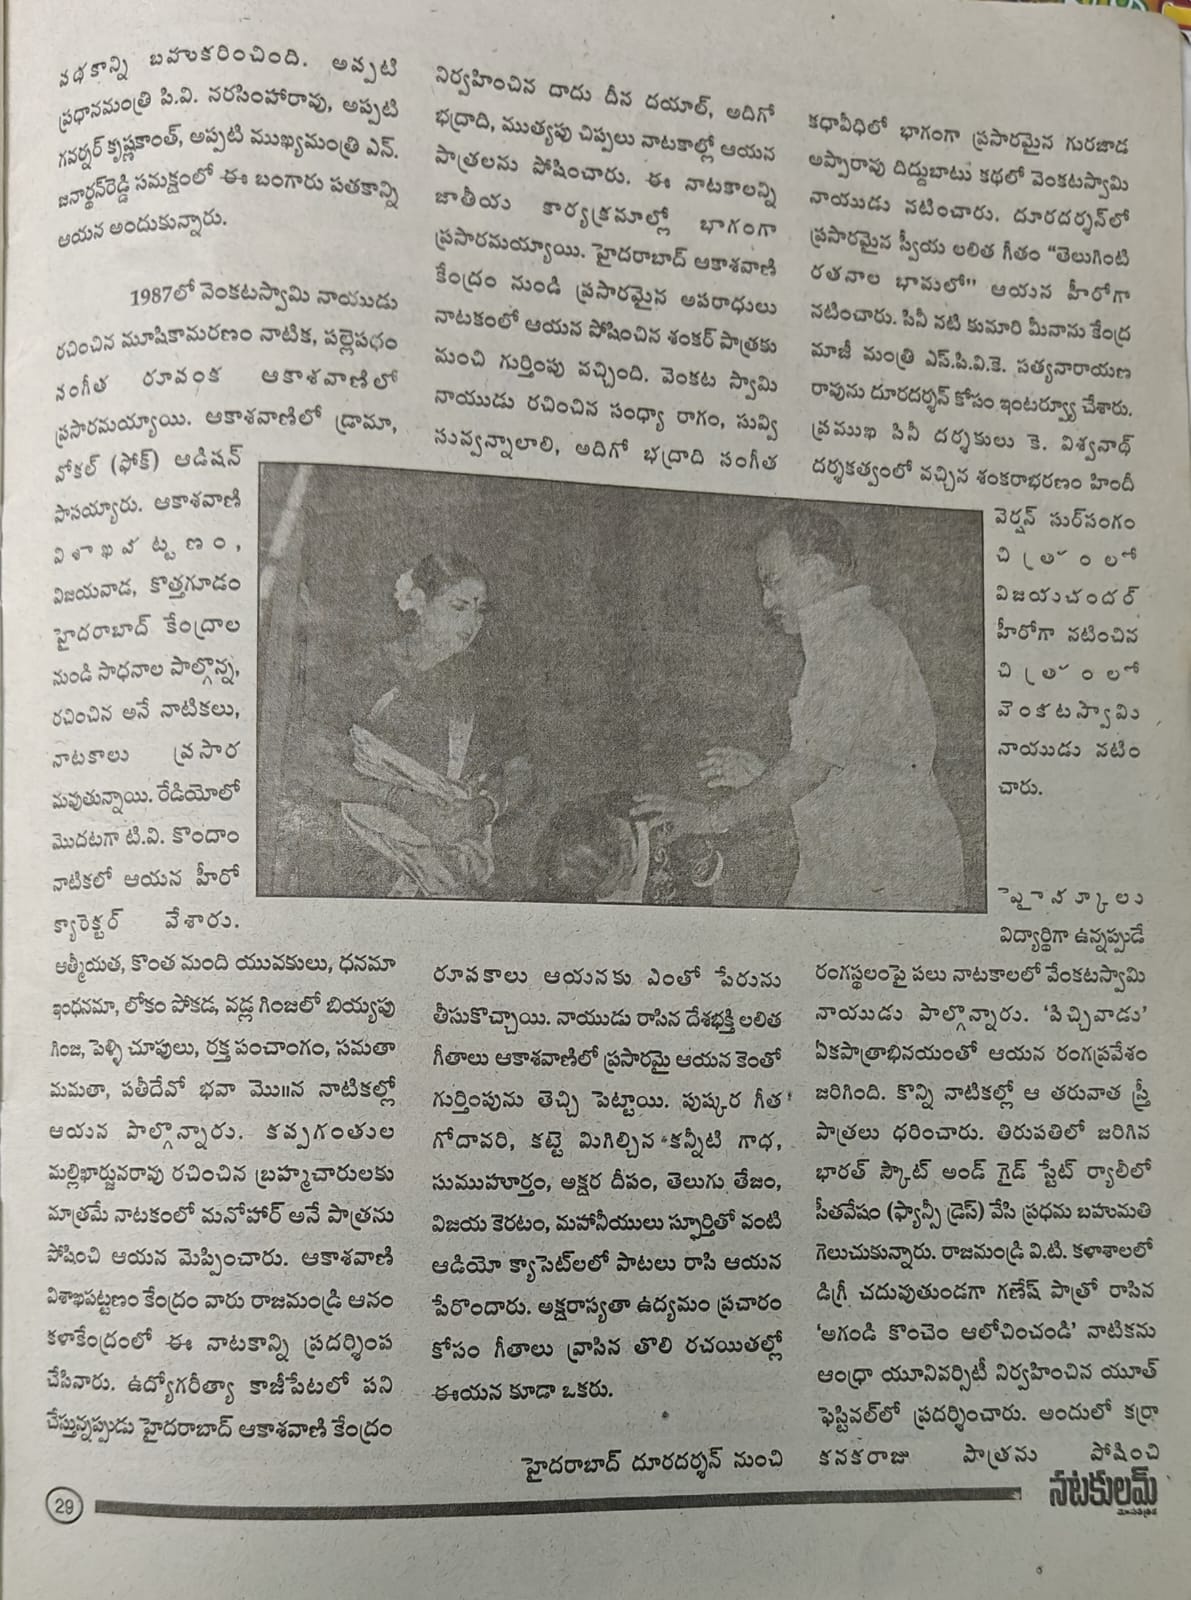 పథకాన్ని బహుకరించింది. అప్పటి
ప్రధానమంత్రి పి.వి. నరసింహారావు, అప్పటి
గవర్నర్ కృష్ణకాంత్, అప్పటి ముఖ్యమంత్రి ఎన్.
జనార్థన్‌రెడ్డి సమక్షంలో ఈ బంగారు పతకాన్ని
ఆయన అందుకున్నారు.
1987లో వెంకటస్వామి నాయుడు
రచించిన మూషికామరణం నాటిక, పల్లెపథం
సంగీత రూపంక ఆకాశవాణిలో
ప్రసారమయ్యాయి. ఆకాశవాణిలో డ్రామా,
వోకల్ (ఫోక్) ఆడిషన్
పాసయ్యారు. ఆకాశవాణి
విశాఖపట్టణం,
విజయవాడ, కొత్తగూడం
హైదరాబాద్ కేంద్రాల
నుండి సాధనాల పాల్గొన్న,
రచించిన అనే నాటికలు,
నాటకాలు ప్రసార
మవుతున్నాయి. రేడియోలో
మొదటగా టి.వి. కొందాం
నాటికలో ఆయన హీరో
క్యారెక్టర్ వేశారు.
ఆత్మీయత, కొంత మంది యువకులు, ధనమా
ఇంధనమా, లోకం పోకడ, వడ్ల గింజలో బియ్యపు
గింజ, పెళ్ళి చూపులు, రక్త పంచాంగం, సమతా
మమతా, పతీదేవో భవా మొ॥న నాటికల్లో
ఆయన పాల్గొన్నారు. కవ్పగంతుల
మల్లిఖార్జునరావు రచించిన బ్రహ్మచారులకు
మాత్రమే నాటకంలో మనోహార్ అనే పాత్రను
పోషించి ఆయన మెప్పించారు. ఆకాశవాణి
విశాఖపట్టణం కేంద్రం వారు రాజమండ్రి ఆనం
కళాకేంద్రంలో ఈ నాటకాన్ని ప్రదర్శింప
చేసినారు. ఉద్యోగరీత్యా కాజీపేటలో పని
చేస్తున్నప్పుడు హైదరాబాద్ ఆకాశవాణి కేంద్రం
నిర్వహించిన దాదు దీన దయాల్, అదిగో
భద్రాది, ముత్యపు చిప్పలు నాటకాల్లో ఆయన
పాత్రలను పోషించారు. ఈ నాటకాలన్ని
జాతీయ కార్యక్రమాల్లో భాగంగా
ప్రసారమయ్యాయి. హైదరాబాద్ ఆకాశవాణి
కేంద్రం నుండి ప్రసారమైన అపరాధులు
నాటకంలో ఆయన పోషించిన శంకర్ పాత్రకు
మంచి గుర్తింపు వచ్చింది. వెంకట స్వామి
నాయుడు రచించిన సంధ్యా రాగం, సువ్వి
సువ్వన్నాలాలి, అదిగో భద్రాది సంగీత
రూవకాలు ఆయనకు ఎంతో పేరును
తీసుకొచ్చాయి. నాయుడు రాసిన దేశభక్తి లలిత
గీతాలు ఆకాశవాణిలో ప్రసారమై ఆయన కెంతో
గుర్తింపును తెచ్చి పెట్టాయి. పుష్కర గీత
గోదావరి, కట్టె మిగిల్చిన కన్నీటి గాధ,
సుముహూర్తం, అక్షర దీపం, తెలుగు తేజం,
విజయ కెరటం, మహనీయులు స్ఫూర్తితో వంటి
ఆడియో క్యాసెట్‌లలో పాటలు రాసి ఆయన
పేరొందారు. అక్షరాస్యతా ఉద్యమం ప్రచారం
కోసం గీతాలు వ్రాసిన తొలి రచయితల్లో
ఈయన కూడా ఒకరు.
హైదరాబాద్ దూరదర్శన్ నుంచి
కధావీధిలో భాగంగా ప్రసారమైన గురజాడ
అప్పారావు దిద్దుబాటు కథలో వెంకటస్వామి
నాయుడు నటించారు. దూరదర్శన్‌లో
ప్రసారమైన స్వీయ లలిత గీతం "తెలుగింటి
రతనాల భామలో" ఆయన హీరోగా
నటించారు. సినీ నటి కుమారి మీనాను కేంద్ర
మాజీ మంత్రి ఎస్.పి.వి.కె. సత్యనారాయణ
రావును దూరదర్శన్ కోసం ఇంటర్వ్యూ చేశారు.
ప్రముఖ సినీ దర్శకులు కె. విశ్వనాథ్
దర్శకత్వంలో వచ్చిన శంకరాభరణం హిందీ
వెర్షన్ సుర్‌సంగం
చిత్రంలో
విజయచందర్
హీరోగా నటించిన
చిత్రంలో
వెంకటస్వామి
నాయుడు నటిం
చారు.
హైస్కూలు
విద్యార్థిగా ఉన్నప్పుడే
రంగస్థలంపై పలు నాటకాలలో వేంకటస్వామి
నాయుడు పాల్గొన్నారు. 'పిచ్చివాడు'
ఏకపాత్రాభినయంతో ఆయన రంగప్రవేశం
జరిగింది. కొన్ని నాటికల్లో ఆ తరువాత స్త్రీ
పాత్రలు ధరించారు. తిరుపతిలో జరిగిన
భారత్ స్కౌట్ అండ్ గైడ్ స్టేట్ ర్యాలీలో
సీతవేషం (ఫ్యాన్సీ డ్రెస్) వేసి ప్రధమ బహుమతి
గెలుచుకున్నారు. రాజమండ్రి వి.టి. కళాశాలలో
డిగ్రీ చదువుతుండగా గణేష్ పాత్రో రాసిన
'అగండి కొంచెం ఆలోచించండి' నాటికను
ఆంధ్రా యూనివర్సిటీ నిర్వహించిన యూత్
ఫెస్టివల్‌లో ప్రదర్శించారు. అందులో కర్రా
కనకరాజు పాత్రను పోషించి
29
నటకులమ్
మాసపత్రిక